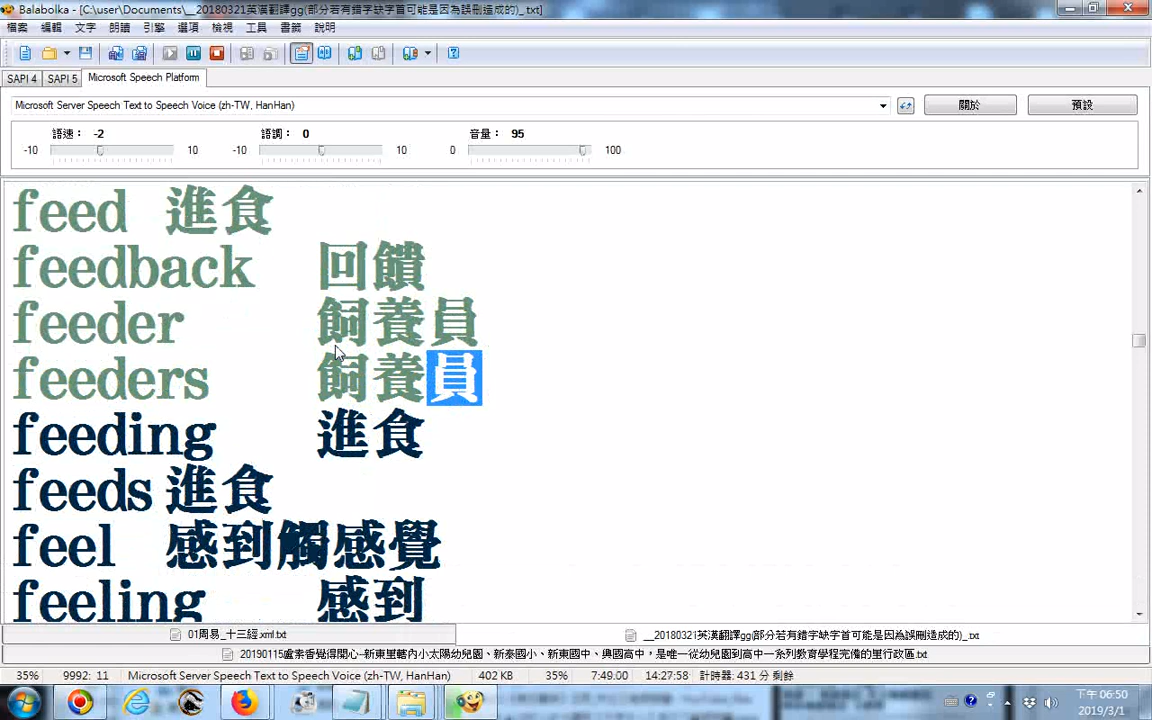 Balabolka - [C:\user\Documents\__20180321英漢翻譯gg(部分若有錯字缺字首可能是因為誤刪造成的)_.txt]
檔案 編輯 文字 朗讀 引擎 選項 檢視 工具 書籤 說明
SAPI 4 SAPI 5 Microsoft Speech Platform
Microsoft Server Speech Text to Speech Voice (zh-TW, HanHan) 關於 預設
語速： -2 語調： 0 音量： 95
-10 10 -10 10 0 100
feed 進食
feedback 回饋
feeder 飼養員
feeders 飼養員
feeding 進食
feeds 進食
feel 感到觸感覺
feeling 感到
01周易_十三經.xml.txt __20180321英漢翻譯gg(部分若有錯字缺字首可能是因為誤刪造成的)_.txt
20190115盧素香覺得開心-新東里轄內小太陽幼兒園、新泰國小、新東國中、興國高中，是唯一從幼兒園到高中一系列教育學程完備的里行政區.txt
35% 9992: 11 Microsoft Server Speech Text to Speech Voice (zh-TW, HanHan) 402 KB 35% 7:49.00 14:27:58 計時器: 431 分 剩餘
下午 06:50
2019/3/1